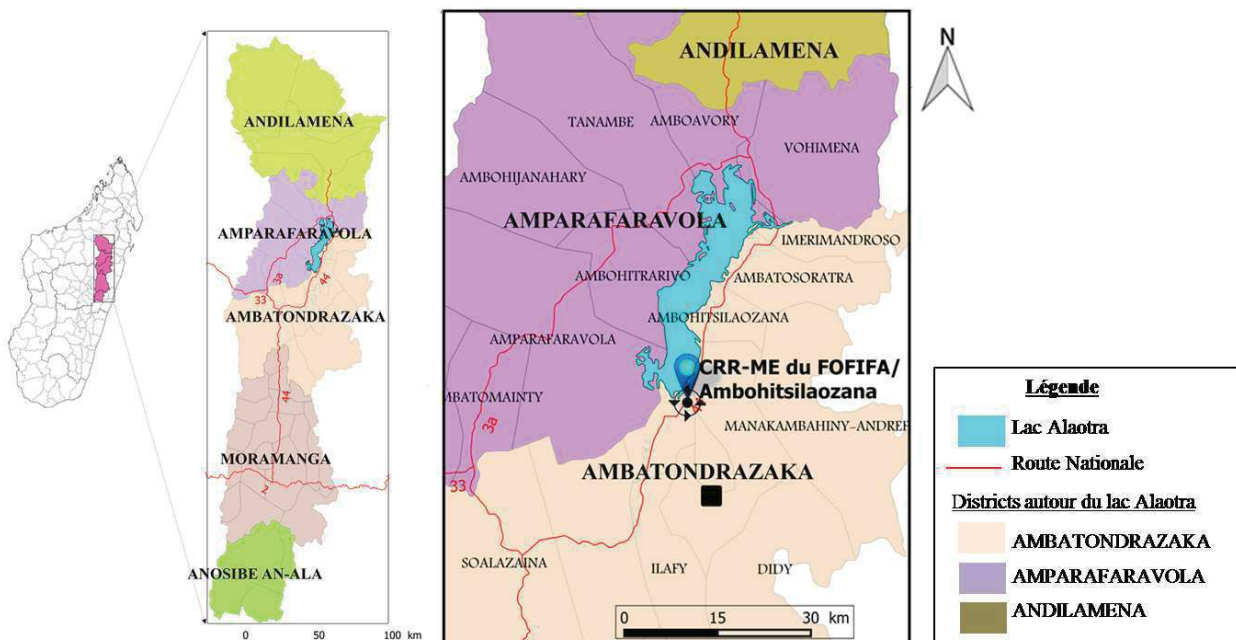 ANDILAMENA
AMPARAFARAVOLA
3a
33
44
AMBATONDRAZAKA
44
MORAMANGA
2
ANOSIBE AN-ALA
0 50 100 km
ANDILAMENA
TANAMBE
AMBOAVORY
VOHIMENA
AMBOHIJANAHARY
AMPARAFARAVOLA
IMERIMANDROSO
AMBOHITRARIVO
AMBATOSORATRA
AMBOHITSILAOZANA
AMPARAFARAVOLA
CRR-ME du FOFIFA/
Ambohitsilaozana
MBATOMAINTY
3a
MANAKAMBAHINY-ANDREF
AMBATONDRAZAKA
33
SOALAZAINA
ILAFY
DIDY
0 15 30 km
N
Légende
Lac Alaotra
Route Nationale
Districts autour du lac Alaotra
AMBATONDRAZAKA
AMPARAFARAVOLA
ANDILAMENA